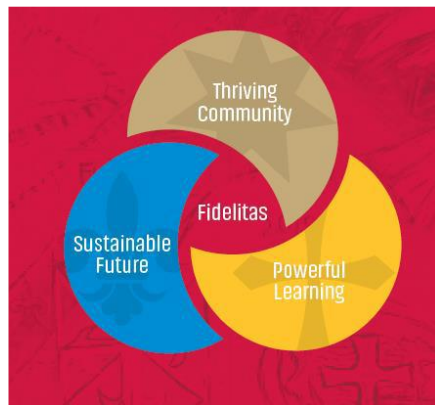 Thriving
Community
Fidelitas
Sustainable
Future
Powerful
Learning